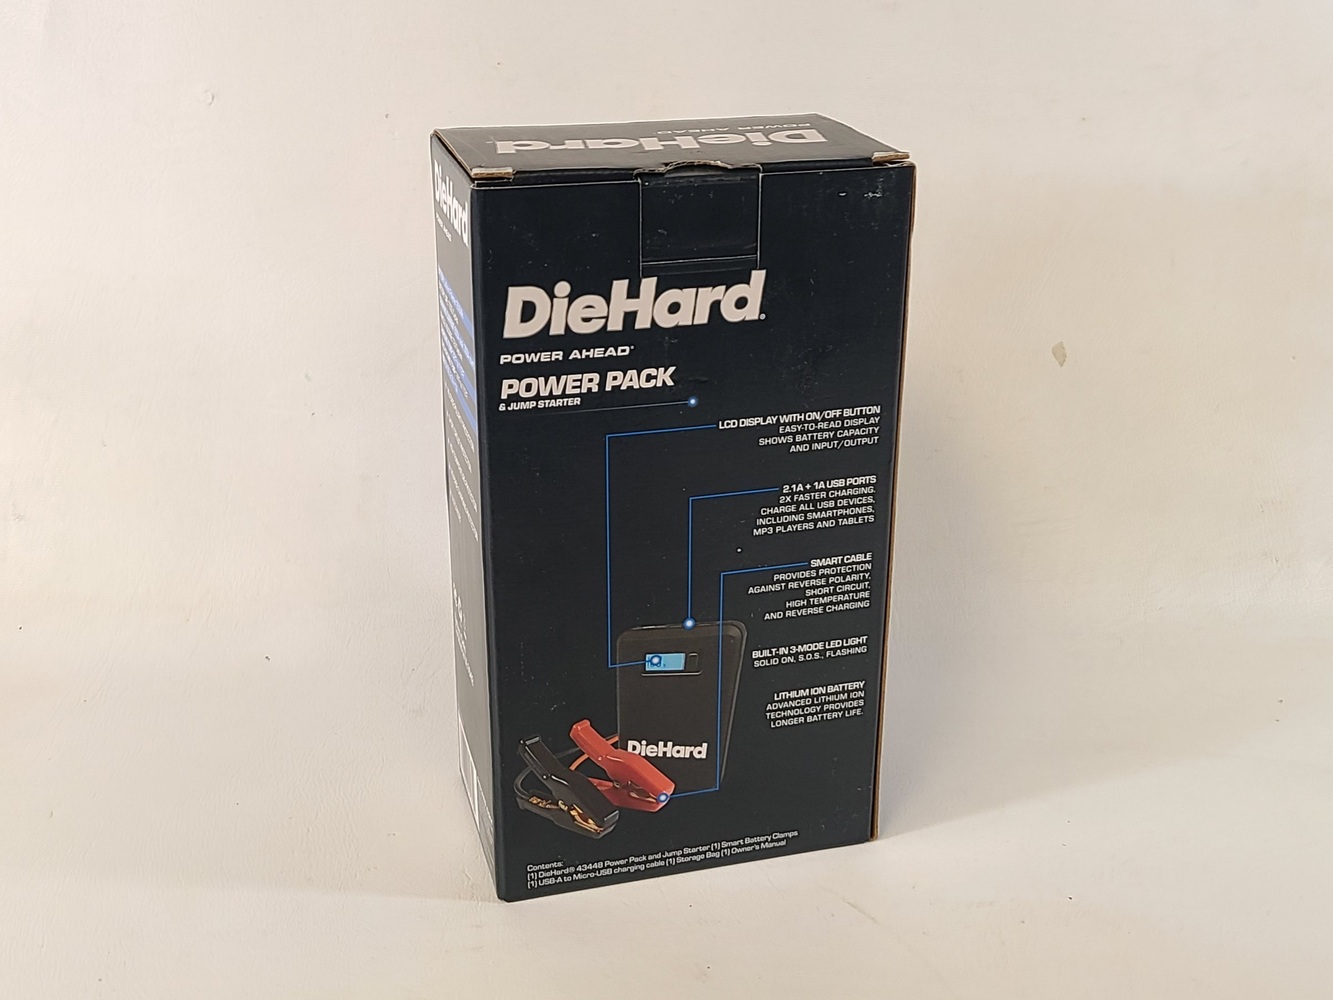 DieHard
POWER AHEAD
DieHard
DieHard®
POWER AHEAD®
POWER PACK
& JUMP STARTER
LCD DISPLAY WITH ON/OFF BUTTON
EASY-TO-READ DISPLAY
SHOWS BATTERY CAPACITY
AND INPUT/OUTPUT
2.1A + 1A USB PORTS
2X FASTER CHARGING.
CHARGE ALL USB DEVICES,
INCLUDING SMARTPHONES,
MP3 PLAYERS AND TABLETS
SMART CABLE
PROVIDES PROTECTION
AGAINST REVERSE POLARITY,
SHORT CIRCUIT,
HIGH TEMPERATURE
AND REVERSE CHARGING
BUILT-IN 3-MODE LED LIGHT
SOLID ON, S.O.S., FLASHING
LITHIUM ION BATTERY
ADVANCED LITHIUM ION
TECHNOLOGY PROVIDES
LONGER BATTERY LIFE.
DieHard
Contents:
(1) DieHard® 43448 Power Pack and Jump Starter (1) Smart Battery Clamps
(1) USB-A to Micro-USB charging cable (1) Storage Bag (1) Owner's Manual